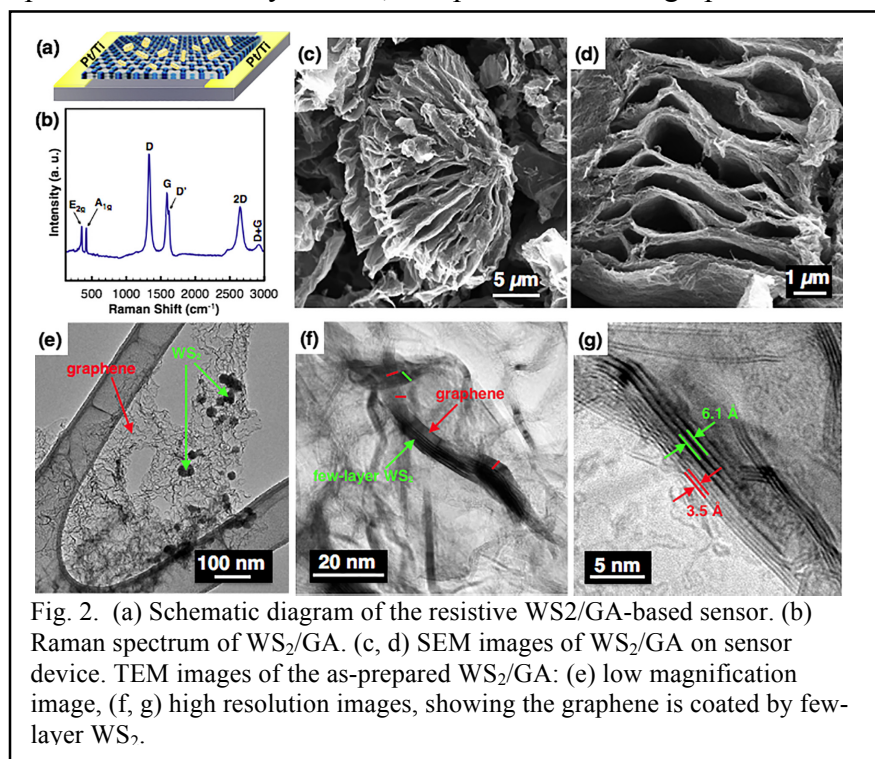 (a)
Pt/Ti
Pt/Ti
(b)
Intensity (a. u.)
E2g
A1g
D
G
D'
2D
D+G
500 1000 1500 2000 2500 3000
Raman Shift (cm-1)
(c)
5 µm
(d)
1 µm
(e)
graphene
WS2
100 nm
(f)
graphene
few-layer WS2
20 nm
(g)
6.1 Å
3.5 Å
5 nm
Fig. 2. (a) Schematic diagram of the resistive WS2/GA-based sensor. (b)
Raman spectrum of WS2/GA. (c, d) SEM images of WS2/GA on sensor
device. TEM images of the as-prepared WS2/GA: (e) low magnification
image, (f, g) high resolution images, showing the graphene is coated by few-
layer WS2.